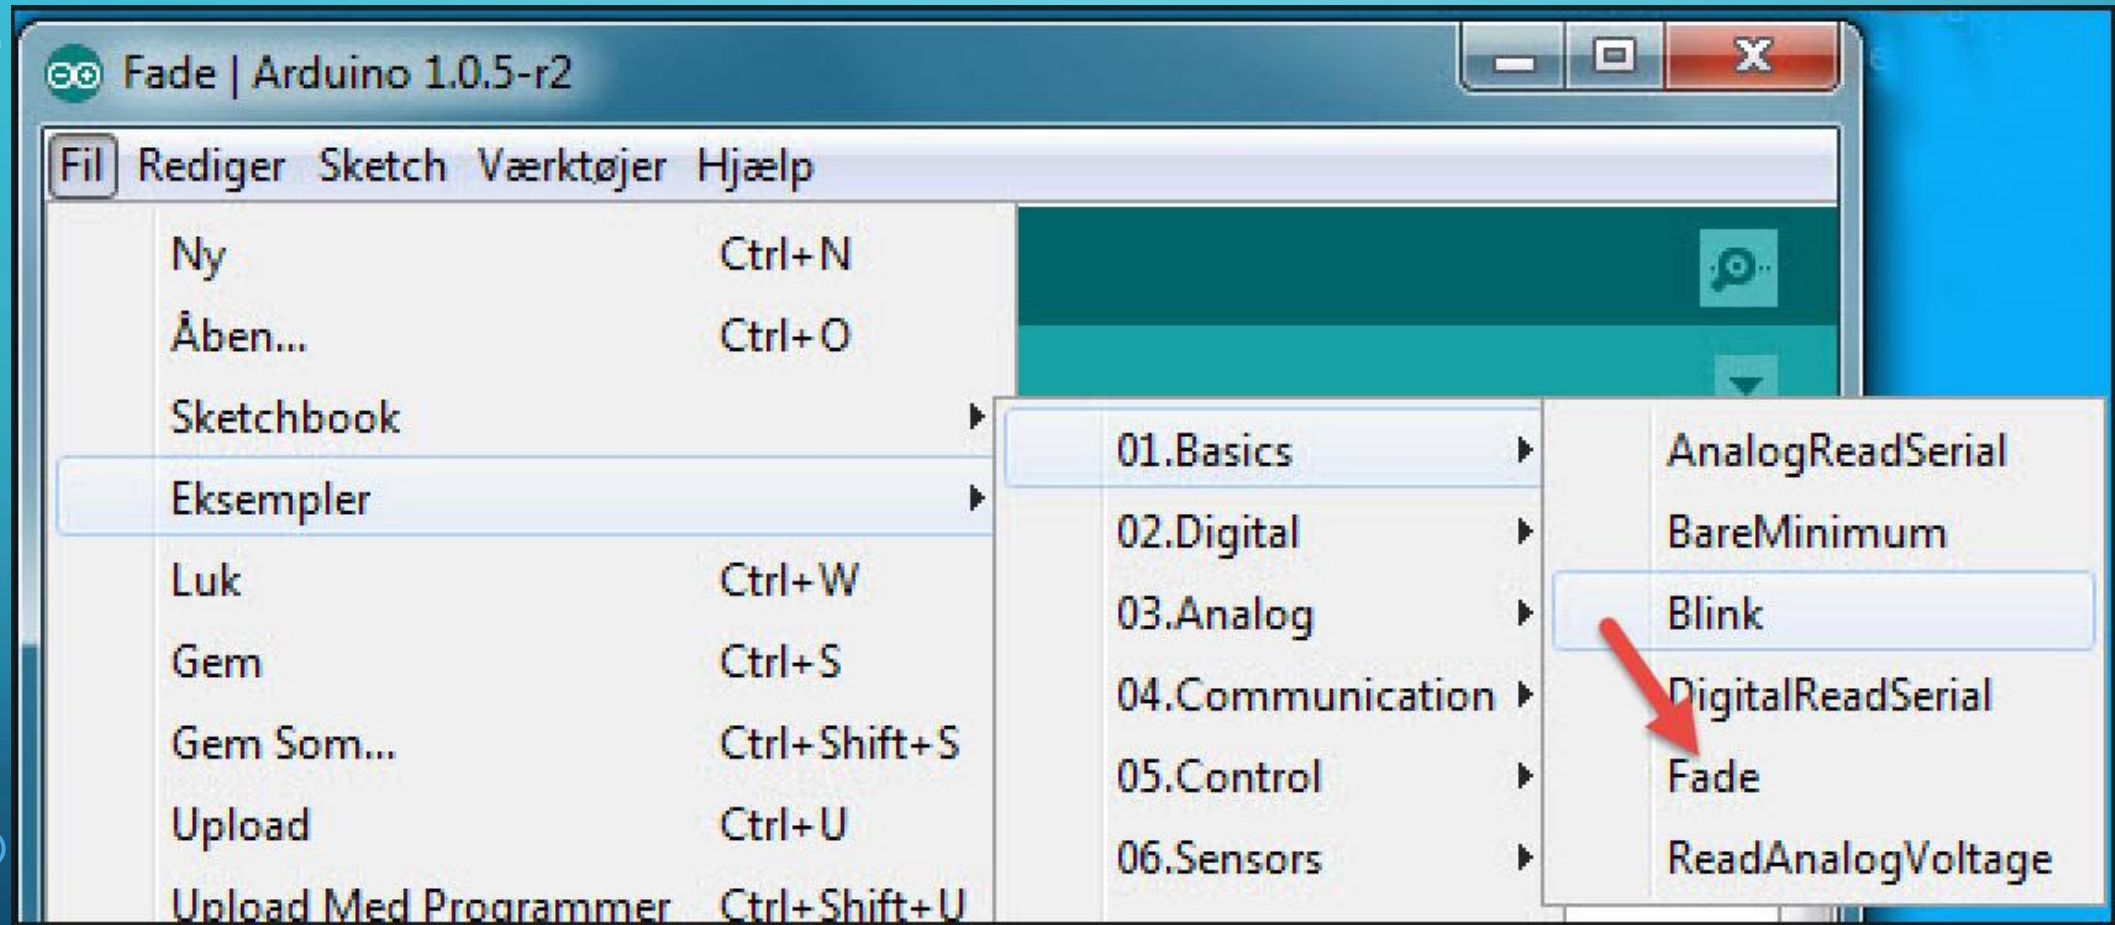 Fade | Arduino 1.0.5-r2
Fil Rediger Sketch Værktøjer Hjælp
Ny Ctrl+N
Åben... Ctrl+O
Sketchbook
Eksempler
Luk Ctrl+W
Gem Ctrl+S
Gem Som... Ctrl+Shift+S
Upload Ctrl+U
Upload Med Programmer Ctrl+Shift+U
01.Basics
02.Digital
03.Analog
04.Communication
05.Control
06.Sensors
AnalogReadSerial
BareMinimum
Blink
DigitalReadSerial
Fade
ReadAnalogVoltage